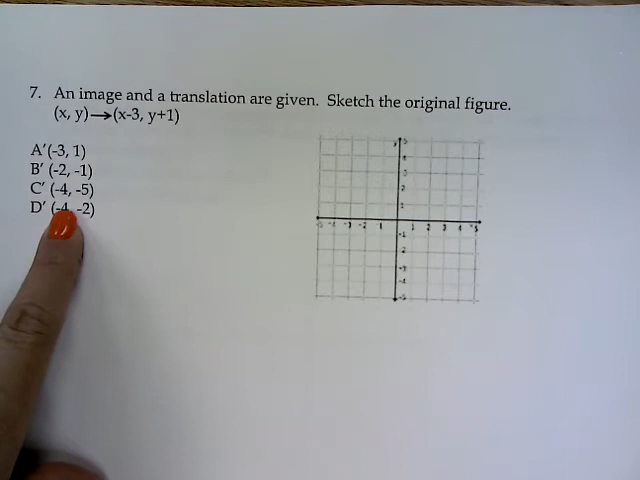 7. An image and a translation are given. Sketch the original figure.
(x, y)→(x-3, y+1)
A′(-3, 1)
B′ (-2, -1)
C′ (-4, -5)
D′ (-4, -2)